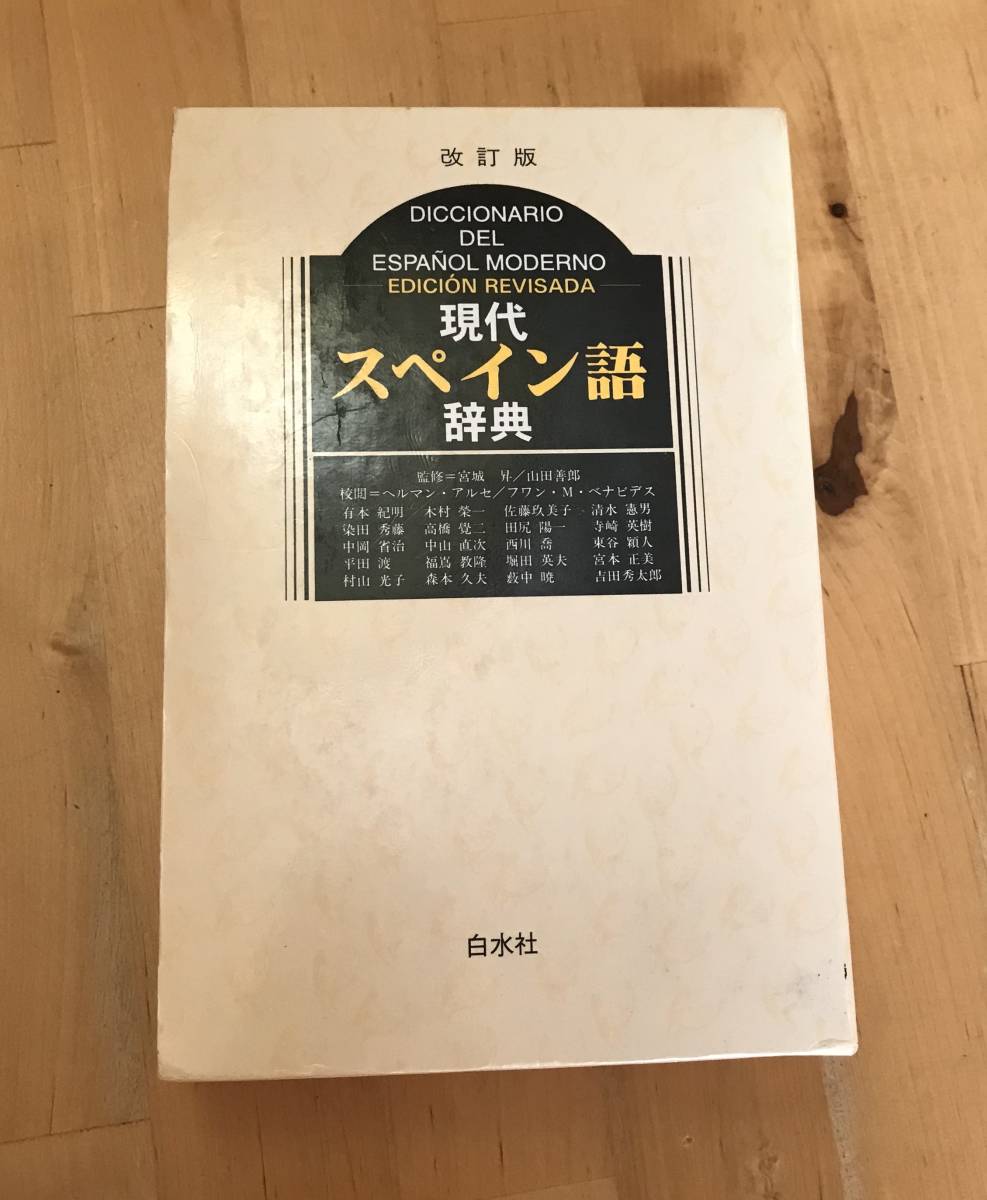 改訂版
DICCIONARIO
DEL
ESPAÑOL MODERNO
EDICIÓN REVISADA
現代
スペイン語
辞典
監修=宮城 昇/山田善郎
校閲=ヘルマン・アルセ/フワン・M・ベナビデス
有本 紀明 木村 榮一 佐藤玖美子 清水 憲男
染田 秀藤 高橋 覺二 田尻 陽一 寺崎 英樹
中岡 省治 中山 直次 西川 喬 東谷 穎人
平田 渡 福嶌 教隆 堀田 英夫 宮本 正美
村山 光子 森本 久夫 薮中 暁 吉田秀太郎
白水社